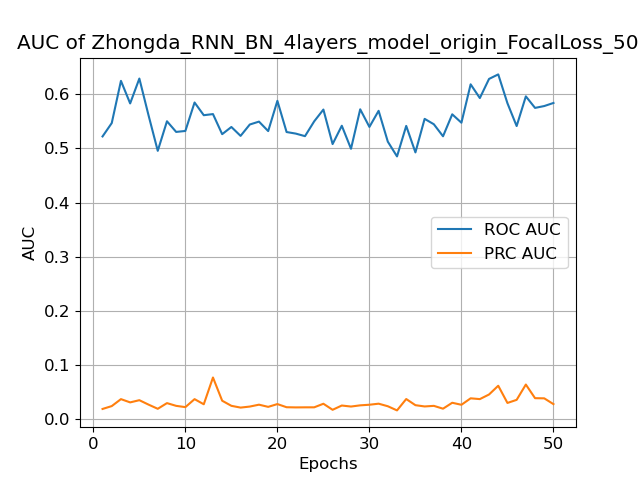 AUC of Zhongda_RNN_BN_4layers_model_origin_FocalLoss_50
0.6
0.5
0.4
0.3
0.2
0.1
0.0
AUC
ROC AUC
PRC AUC
0 10 20 30 40 50
Epochs